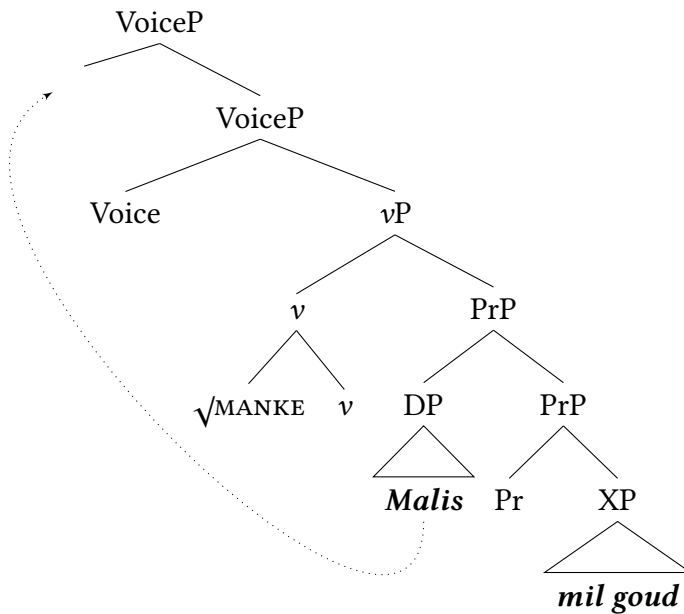 VoiceP
VoiceP
Voice vP
v PrP
√MANKE v DP PrP
Malis Pr XP
mil goud